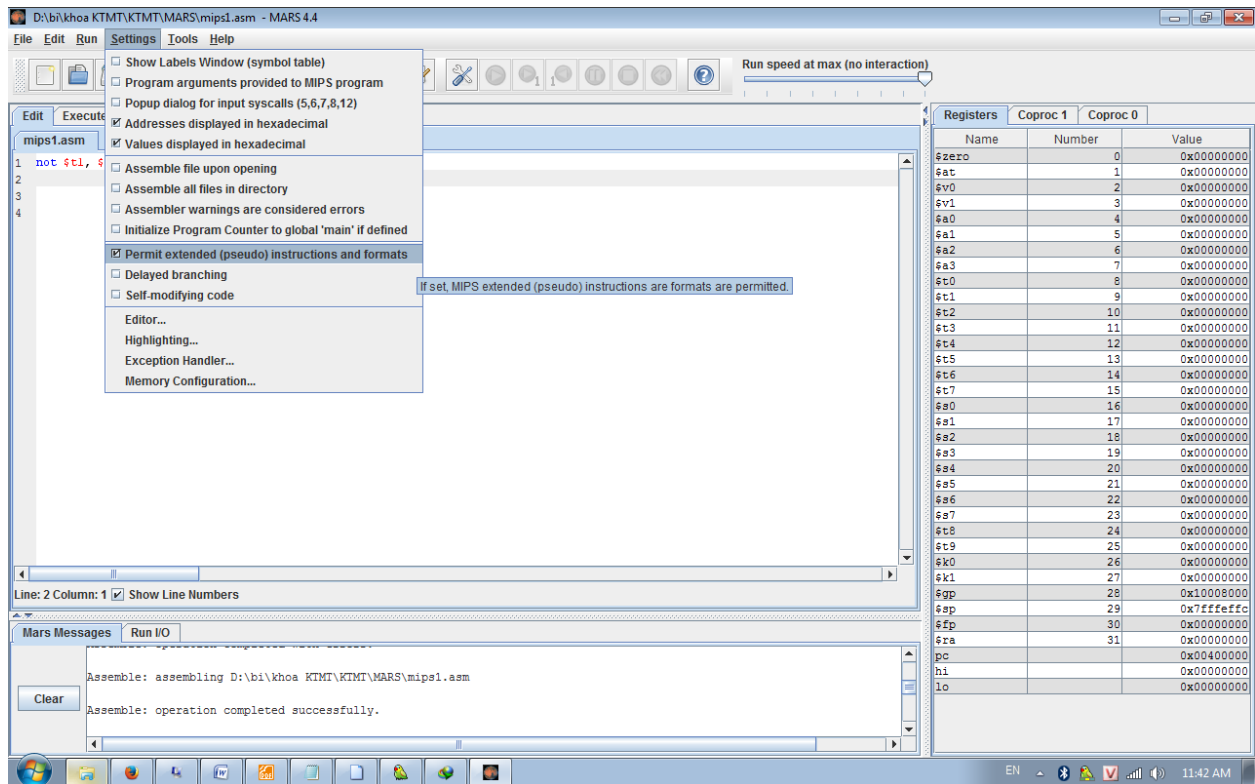 D:\bi\khoa KTMT\KTMT\MARS\mips1.asm - MARS 4.4
File Edit Run Settings Tools Help
Show Labels Window (symbol table)
Program arguments provided to MIPS program
Popup dialog for input syscalls (5,6,7,8,12)
Addresses displayed in hexadecimal
Values displayed in hexadecimal
Assemble file upon opening
Assemble all files in directory
Assembler warnings are considered errors
Initialize Program Counter to global 'main' if defined
Permit extended (pseudo) instructions and formats
Delayed branching
Self-modifying code
Editor...
Highlighting...
Exception Handler...
Memory Configuration...
If set, MIPS extended (pseudo) instructions are formats are permitted.
Run speed at max (no interaction)
Edit Execute
mips1.asm
1 not $t1, $
2
3
4
Line: 2 Column: 1 Show Line Numbers
Mars Messages Run I/O
Assemble: operation completed with errors.
Assemble: assembling D:\bi\khoa KTMT\KTMT\MARS\mips1.asm
Clear
Assemble: operation completed successfully.
Registers Coproc 1 Coproc 0
Name Number Value
$zero 0 0x00000000
$at 1 0x00000000
$v0 2 0x00000000
$v1 3 0x00000000
$a0 4 0x00000000
$a1 5 0x00000000
$a2 6 0x00000000
$a3 7 0x00000000
$t0 8 0x00000000
$t1 9 0x00000000
$t2 10 0x00000000
$t3 11 0x00000000
$t4 12 0x00000000
$t5 13 0x00000000
$t6 14 0x00000000
$t7 15 0x00000000
$s0 16 0x00000000
$s1 17 0x00000000
$s2 18 0x00000000
$s3 19 0x00000000
$s4 20 0x00000000
$s5 21 0x00000000
$s6 22 0x00000000
$s7 23 0x00000000
$t8 24 0x00000000
$t9 25 0x00000000
$k0 26 0x00000000
$k1 27 0x00000000
$gp 28 0x10008000
$sp 29 0x7fffeffc
$fp 30 0x00000000
$ra 31 0x00000000
pc 0x00400000
hi 0x00000000
lo 0x00000000
EN 11:42 AM